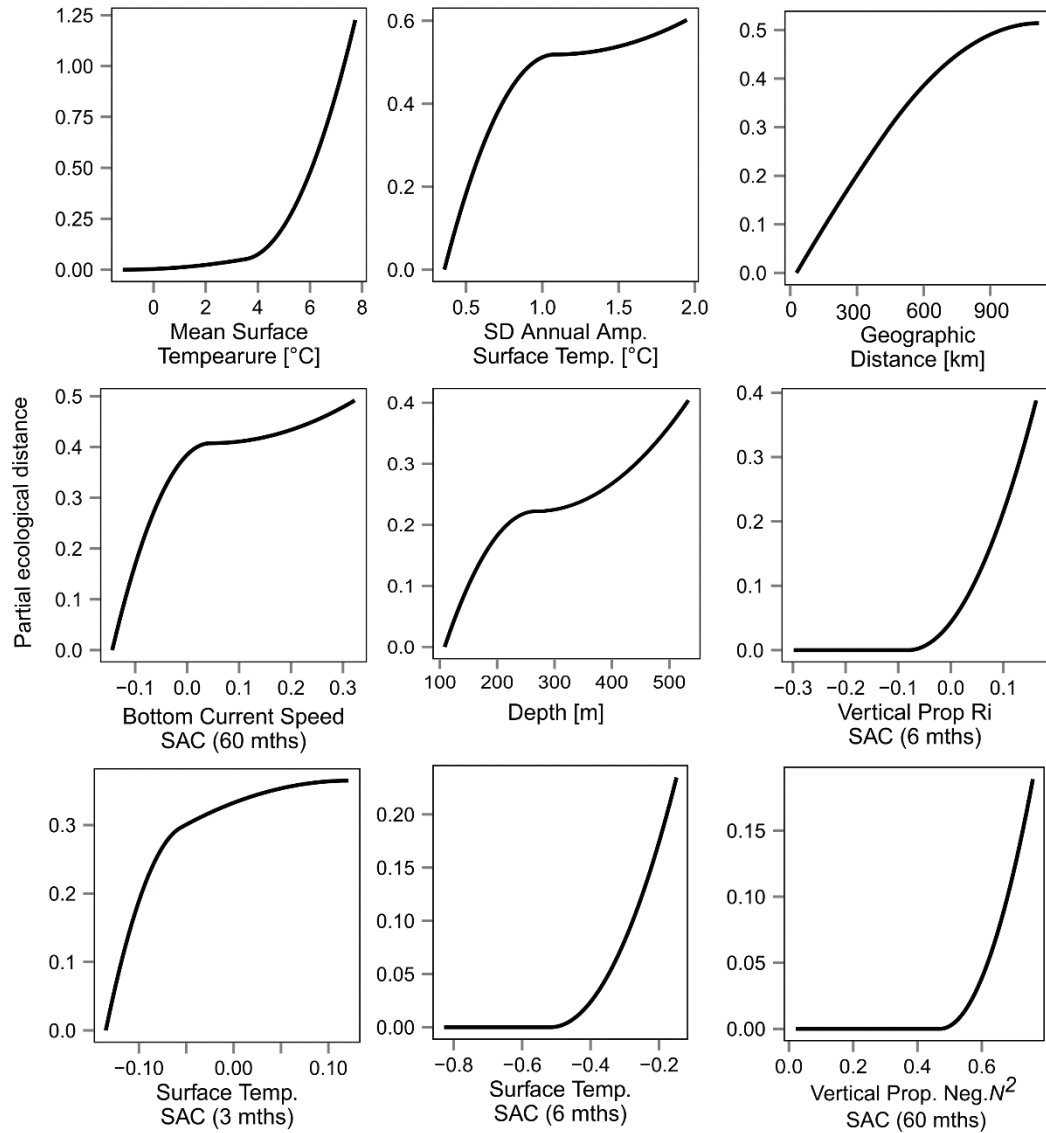 1.25
1.00
0.75
0.50
0.25
0.00
0 2 4 6 8
Mean Surface
Tempearure [°C]
0.6
0.4
0.2
0.0
0.5 1.0 1.5 2.0
SD Annual Amp.
Surface Temp. [°C]
0.5
0.4
0.3
0.2
0.1
0.0
0 300 600 900
Geographic
Distance [km]
Partial ecological distance
0.5
0.4
0.3
0.2
0.1
0.0
−0.1 0.0 0.1 0.2 0.3
Bottom Current Speed
SAC (60 mths)
0.4
0.3
0.2
0.1
0.0
100 200 300 400 500
Depth [m]
0.4
0.3
0.2
0.1
0.0
−0.3 −0.2 −0.1 0.0 0.1
Vertical Prop Ri
SAC (6 mths)
0.3
0.2
0.1
0.0
−0.10 0.00 0.10
Surface Temp.
SAC (3 mths)
0.20
0.15
0.10
0.05
0.00
−0.8 −0.6 −0.4 −0.2
Surface Temp.
SAC (6 mths)
0.15
0.10
0.05
0.00
0.0 0.2 0.4 0.6
Vertical Prop. Neg.N²
SAC (60 mths)